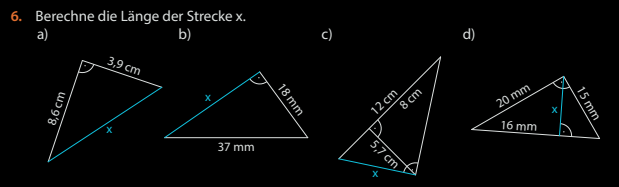 6. Berechne die Länge der Strecke x.
a) b) c) d)
3,9 cm
8,6 cm
x
x
18 mm
37 mm
12 cm
8 cm
5,7 cm
x
20 mm
15 mm
x
16 mm